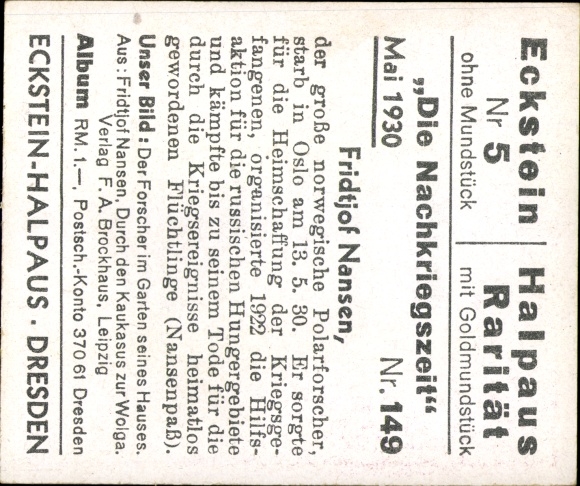 Eckstein Halpaus
Nr 5 Rarität
ohne Mundstück mit Goldmundstück
„Die Nachkriegszeit“
Mai 1930 Nr. 149
Fridtjof Nansen,
der große norwegische Polarforscher,
starb in Oslo am 13. 5. 30. Er sorgte
für die Heimschaffung der Kriegsge-
fangenen, organisierte 1922 die Hilfs-
aktion für die russischen Hungergebiete
und kämpfte bis zu seinem Tode für die
durch die Kriegsereignisse heimatlos
gewordenen Flüchtlinge (Nansenpaß).
Unser Bild: Der Forscher im Garten seines Hauses.
Aus: Fridtjof Nansen, Durch den Kaukasus zur Wolga.
Verlag F. A. Brockhaus, Leipzig
Album RM. 1.—, Postsch.-Konto 370 61 Dresden
ECKSTEIN-HALPAUS · DRESDEN